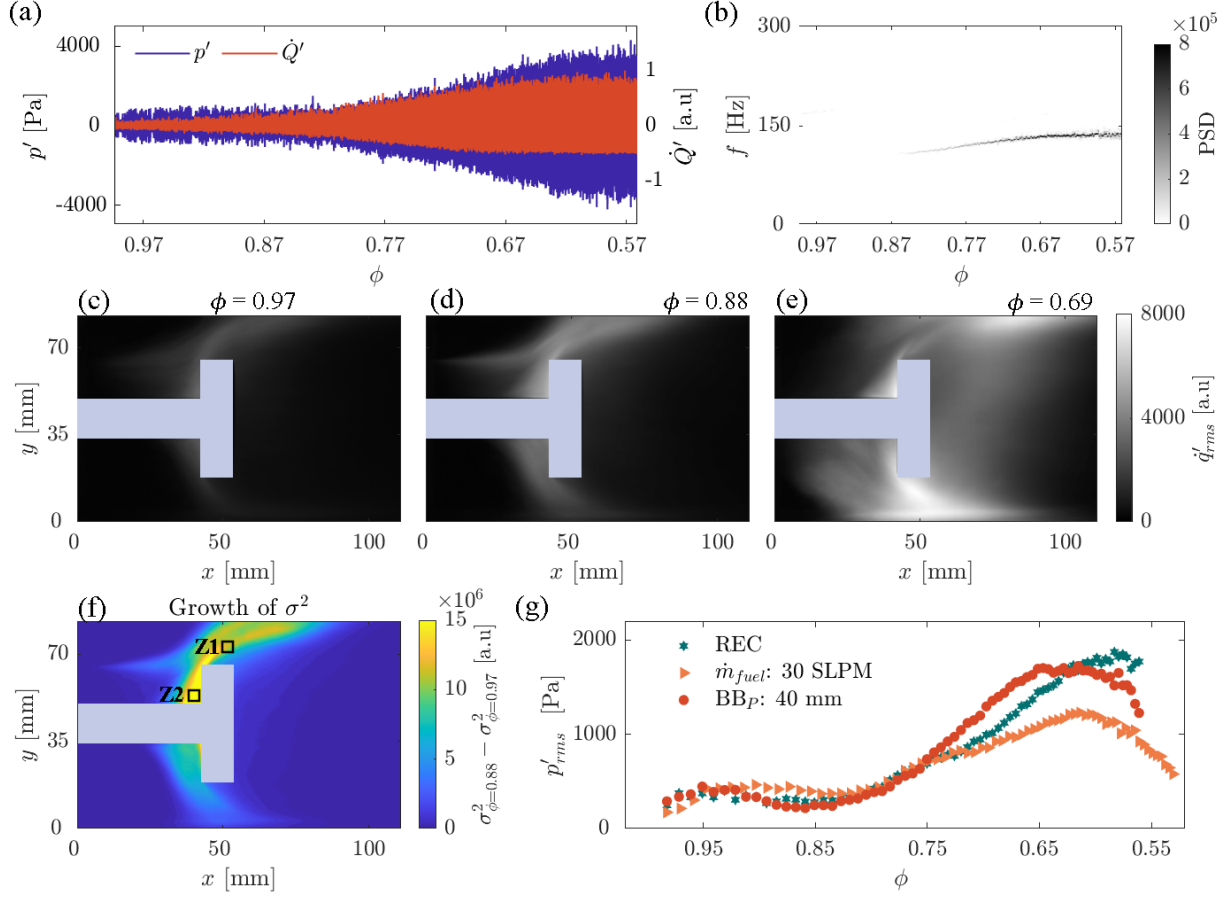 (a)
p′ Q̇′
4000
0
-4000
p′ [Pa]
1
0
-1
Q̇′ [a.u]
0.97 0.87 0.77 0.67 0.57
ϕ
(b)
300
150
0
f [Hz]
0.97 0.87 0.77 0.67 0.57
ϕ
×10⁵
8
6
4
2
0
PSD
(c) ϕ = 0.97
70
35
0
y [mm]
0 50 100
x [mm]
(d) ϕ = 0.88
0 50 100
x [mm]
(e) ϕ = 0.69
0 50 100
x [mm]
8000
4000
0
q̇′rms [a.u]
(f) Growth of σ²
Z1
Z2
70
35
0
y [mm]
0 50 100
x [mm]
×10⁶
15
10
5
0
σ²ϕ=0.88 − σ²ϕ=0.97 [a.u]
(g)
REC
ṁfuel: 30 SLPM
BBP: 40 mm
2000
1000
0
p′rms [Pa]
0.95 0.85 0.75 0.65 0.55
ϕ